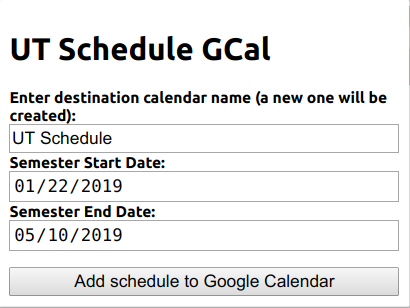 UT Schedule GCal
Enter destination calendar name (a new one will be
created):
UT Schedule
Semester Start Date:
01/22/2019
Semester End Date:
05/10/2019
Add schedule to Google Calendar